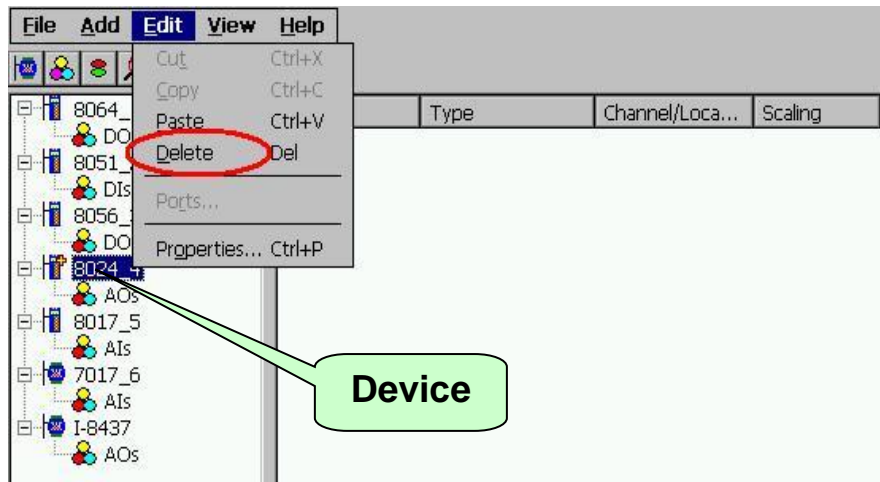 File Add Edit View Help
Cut Ctrl+X
Copy Ctrl+C
Paste Ctrl+V
Delete Del
Ports...
Properties... Ctrl+P
Type Channel/Loca... Scaling
8064_
DO
8051_
DIs
8056_
DO
8024_4
AOs
8017_5
AIs
7017_6
AIs
I-8437
AOs
Device